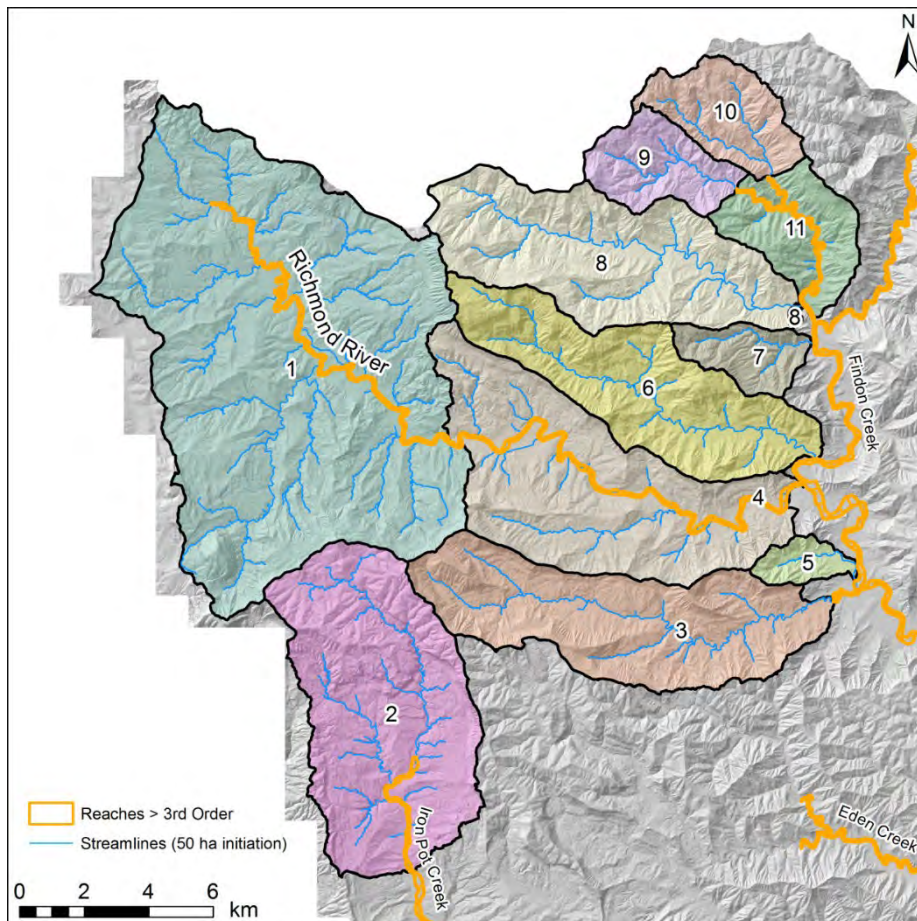 N
10
9
11
8
8
Richmond River
7
1
6
Findon Creek
4
5
3
2
Reaches > 3rd Order
Streamlines (50 ha initiation)
Iron Pot Creek
Eden Creek
0 2 4 6
km